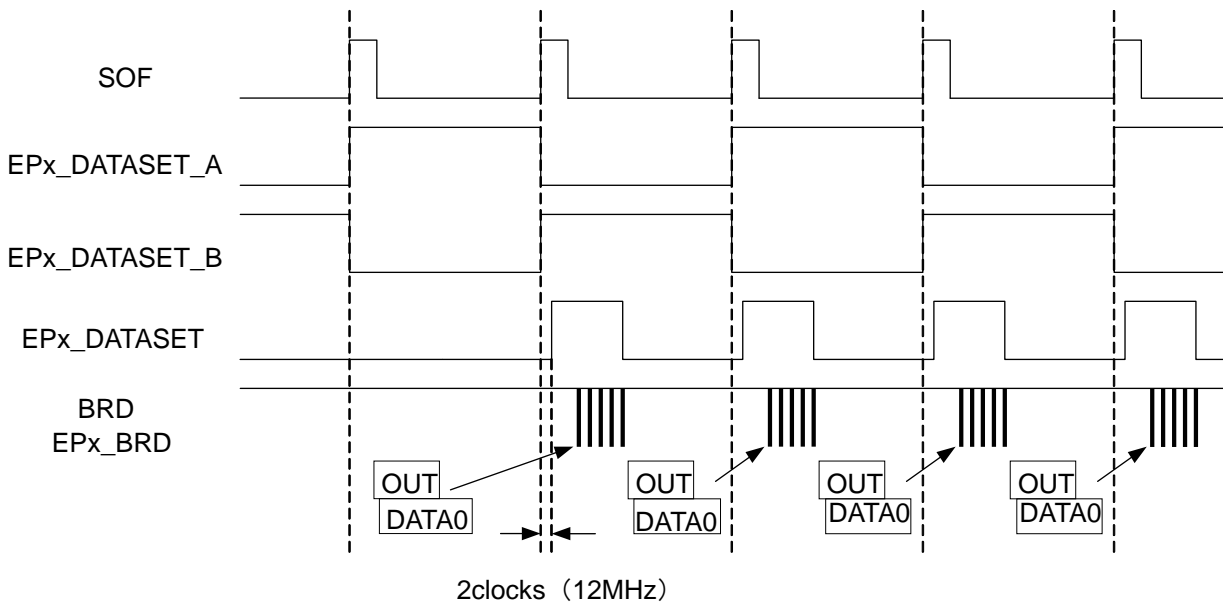 SOF
EPx_DATASET_A
EPx_DATASET_B
EPx_DATASET
BRD
EPx_BRD
OUT
DATA0
OUT
DATA0
OUT
DATA0
OUT
DATA0
2clocks（12MHz）